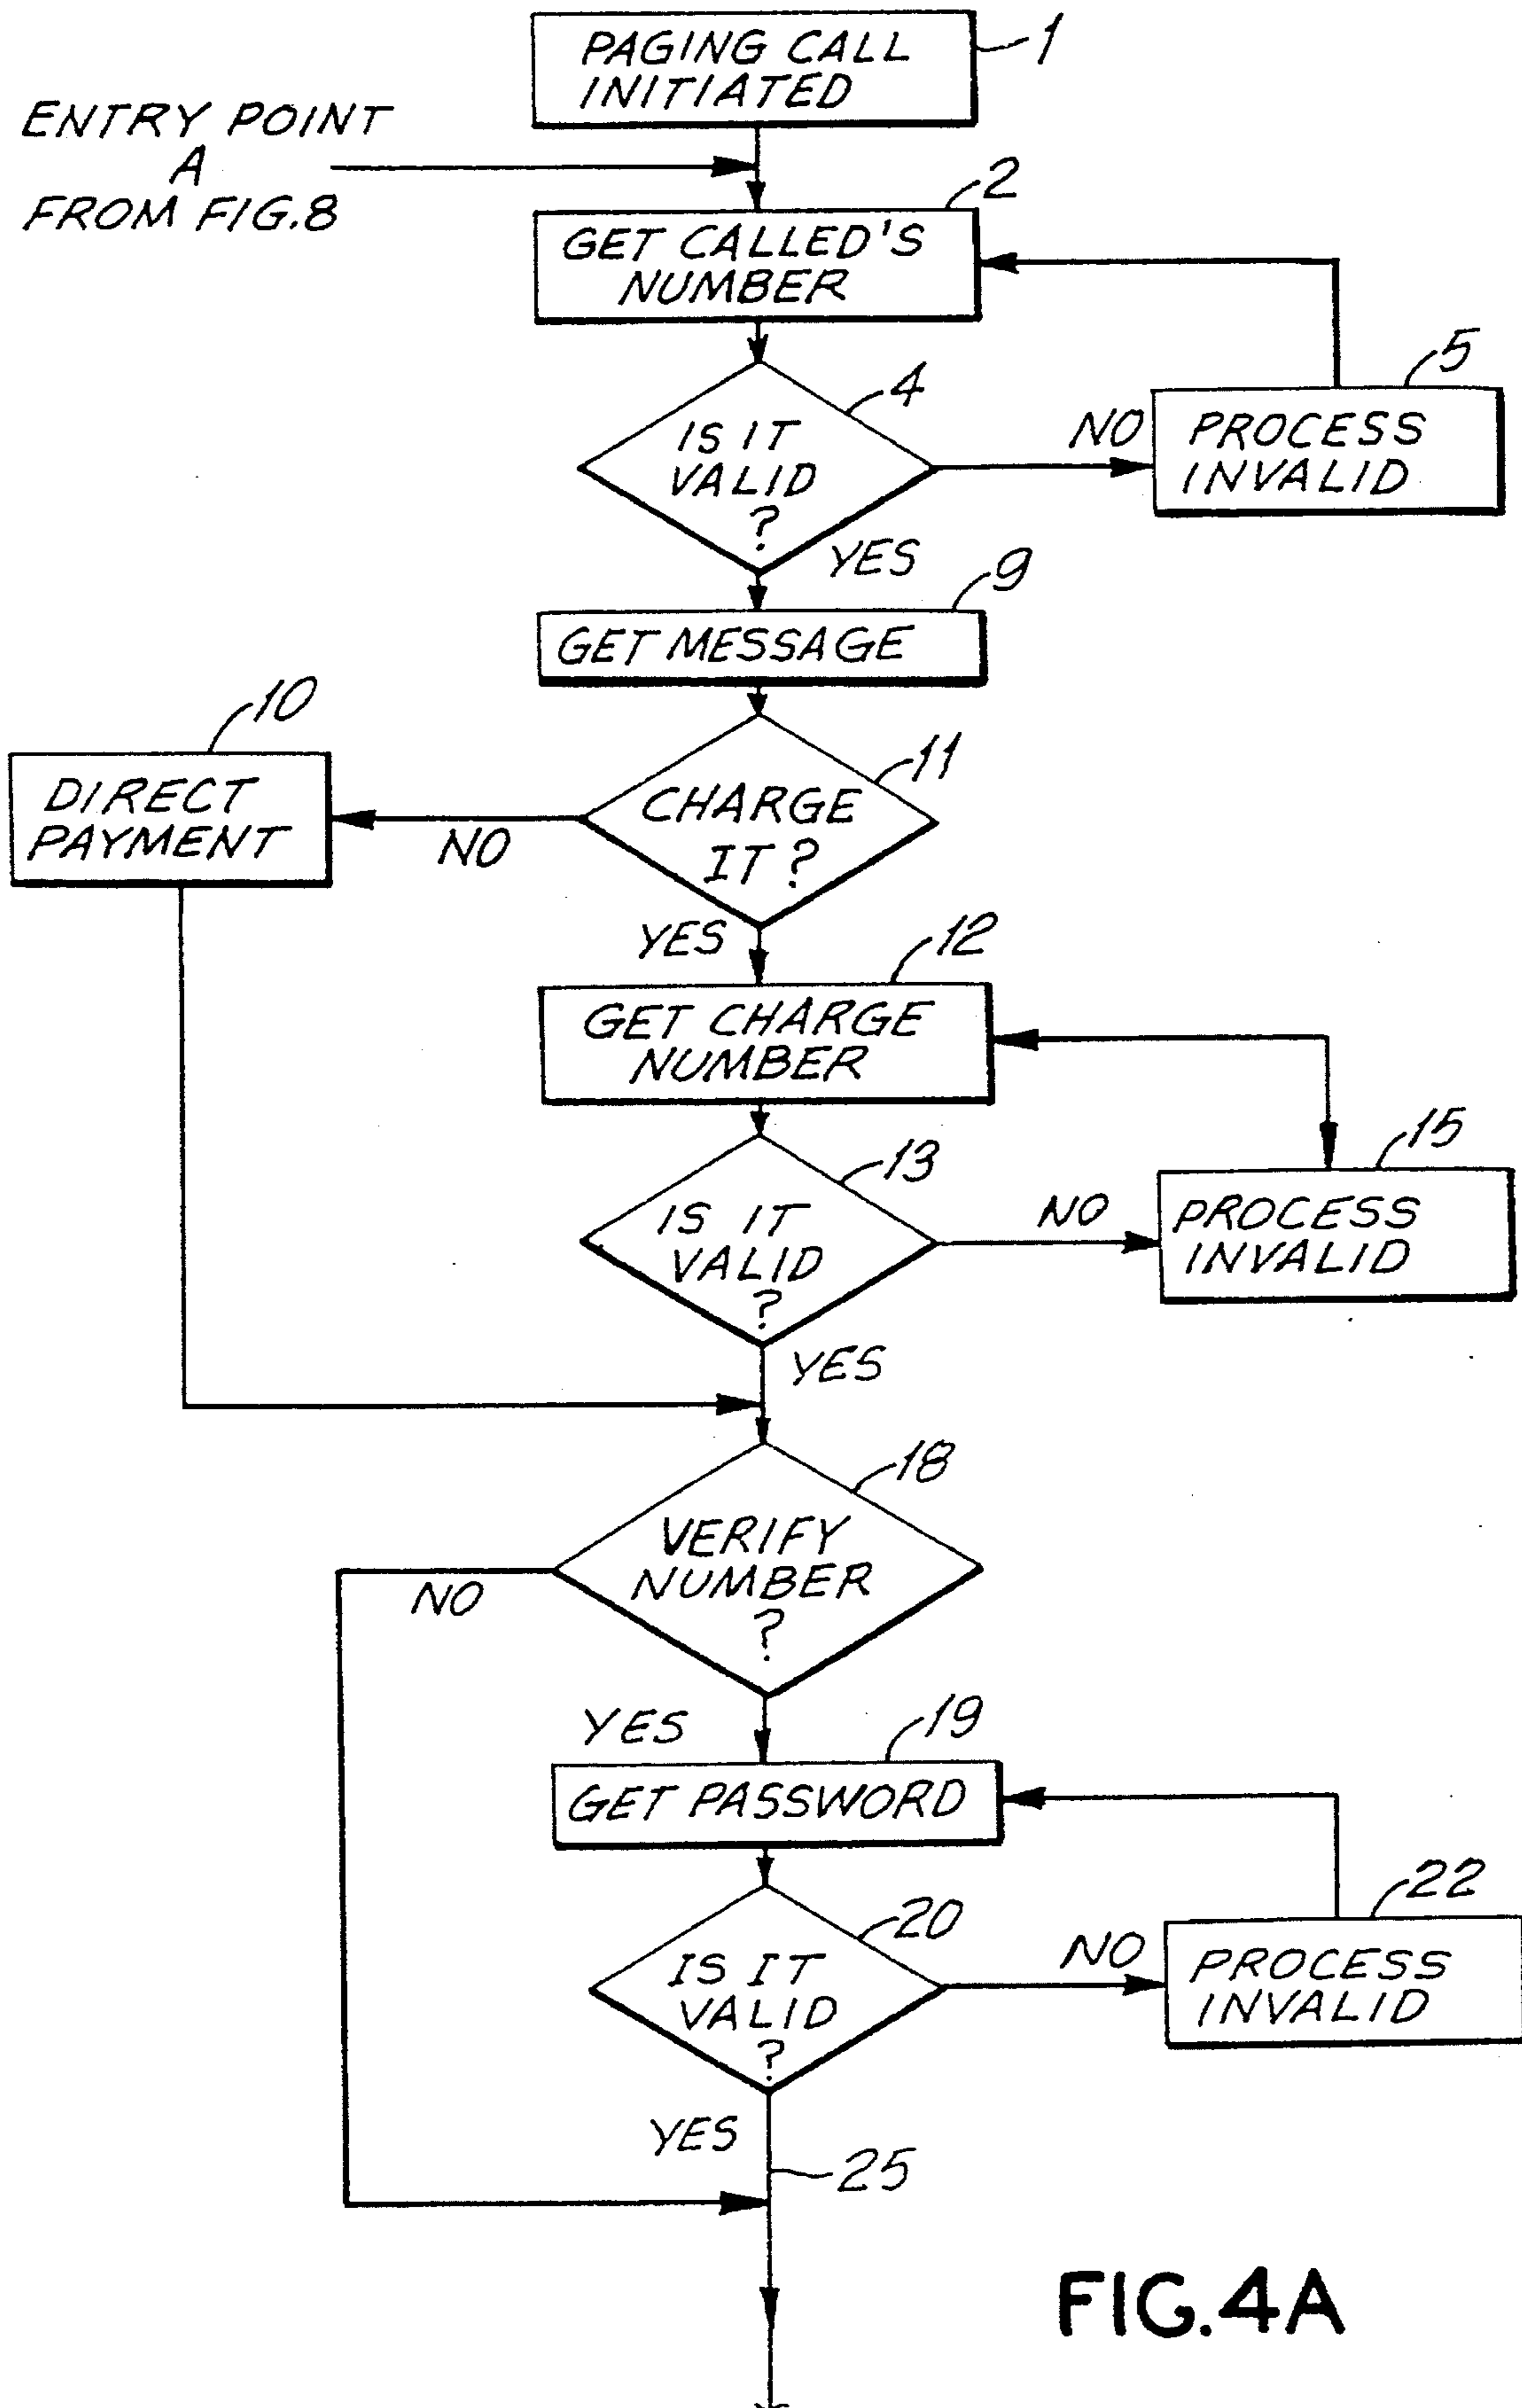 PAGING CALL
INITIATED
1
ENTRY POINT
A
FROM FIG.8
2
GET CALLED'S
NUMBER
4
IS IT
VALID
?
NO
5
PROCESS
INVALID
YES
9
GET MESSAGE
10
DIRECT
PAYMENT
11
CHARGE
IT?
NO
YES
12
GET CHARGE
NUMBER
13
IS IT
VALID
?
NO
15
PROCESS
INVALID
YES
18
VERIFY
NUMBER
?
NO
YES
19
GET PASSWORD
20
IS IT
VALID
?
NO
22
PROCESS
INVALID
YES
25
FIG.4A